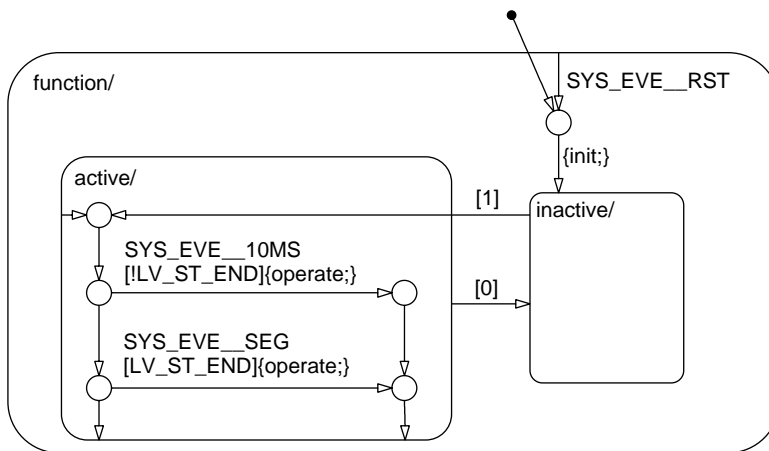 function/
SYS_EVE__RST
{init;}
active/
[1]
inactive/
SYS_EVE__10MS
[!LV_ST_END]{operate;}
[0]
SYS_EVE__SEG
[LV_ST_END]{operate;}